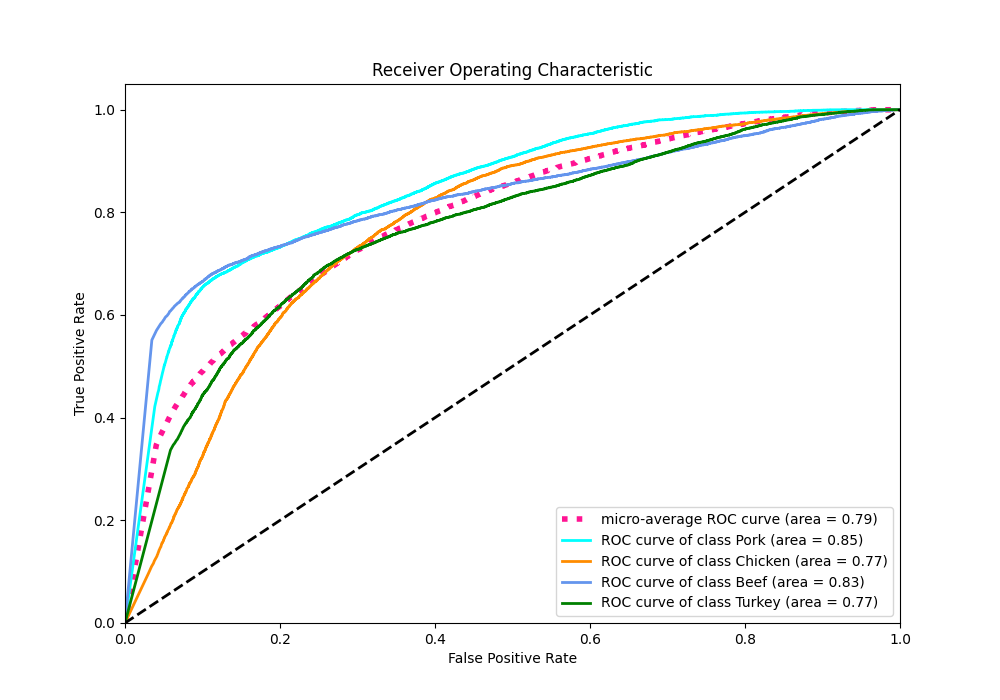 Receiver Operating Characteristic
True Positive Rate
1.0
0.8
0.6
0.4
0.2
0.0
micro-average ROC curve (area = 0.79)
ROC curve of class Pork (area = 0.85)
ROC curve of class Chicken (area = 0.77)
ROC curve of class Beef (area = 0.83)
ROC curve of class Turkey (area = 0.77)
0.0 0.2 0.4 0.6 0.8 1.0
False Positive Rate